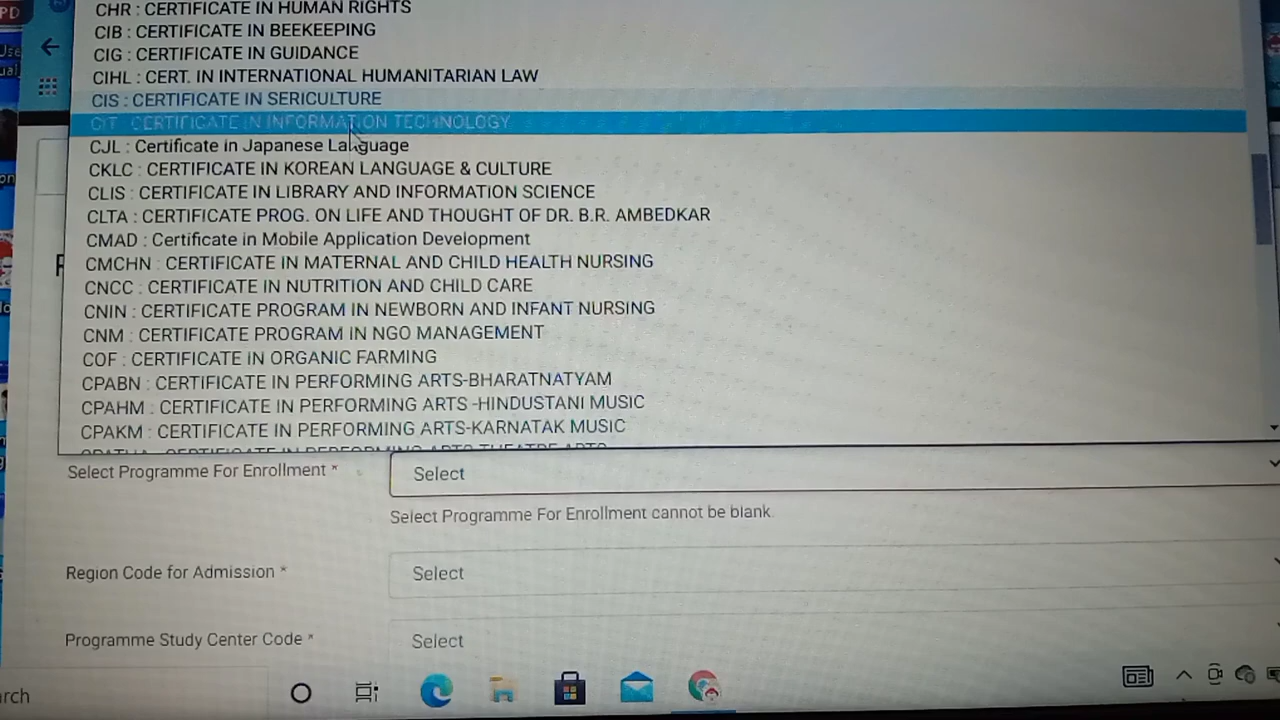 CHR : CERTIFICATE IN HUMAN RIGHTS
CIB : CERTIFICATE IN BEEKEEPING
CIG : CERTIFICATE IN GUIDANCE
CIHL : CERT. IN INTERNATIONAL HUMANITARIAN LAW
CIS : CERTIFICATE IN SERICULTURE
CIT : CERTIFICATE IN INFORMATION TECHNOLOGY
CJL : Certificate in Japanese Language
CKLC : CERTIFICATE IN KOREAN LANGUAGE & CULTURE
CLIS : CERTIFICATE IN LIBRARY AND INFORMATION SCIENCE
CLTA : CERTIFICATE PROG. ON LIFE AND THOUGHT OF DR. B.R. AMBEDKAR
CMAD : Certificate in Mobile Application Development
CMCHN : CERTIFICATE IN MATERNAL AND CHILD HEALTH NURSING
CNCC : CERTIFICATE IN NUTRITION AND CHILD CARE
CNIN : CERTIFICATE PROGRAM IN NEWBORN AND INFANT NURSING
CNM : CERTIFICATE PROGRAM IN NGO MANAGEMENT
COF : CERTIFICATE IN ORGANIC FARMING
CPABN : CERTIFICATE IN PERFORMING ARTS-BHARATNATYAM
CPAHM : CERTIFICATE IN PERFORMING ARTS -HINDUSTANI MUSIC
CPAKM : CERTIFICATE IN PERFORMING ARTS-KARNATAK MUSIC
Select Programme For Enrollment * Select
Select Programme For Enrollment cannot be blank.
Region Code for Admission * Select
Programme Study Center Code * Select